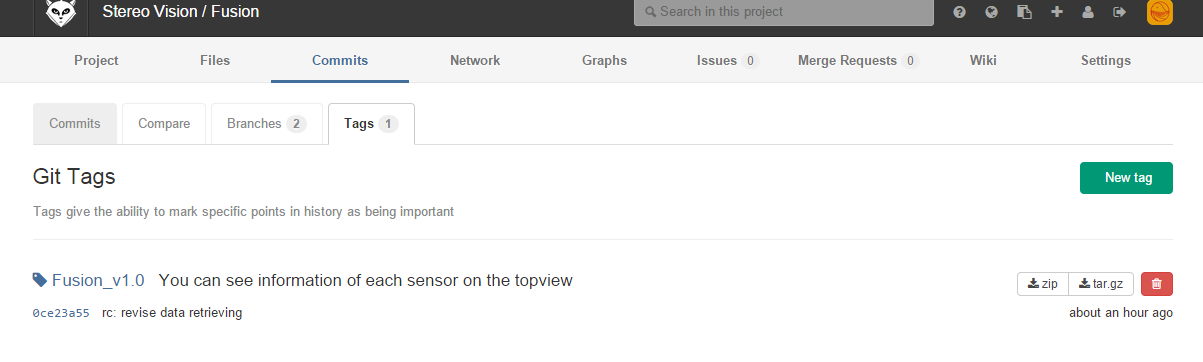 Stereo Vision / Fusion
Search in this project
Project Files Commits Network Graphs Issues 0 Merge Requests 0 Wiki Settings
Commits Compare Branches 2 Tags 1
Git Tags
New tag
Tags give the ability to mark specific points in history as being important
Fusion_v1.0 You can see information of each sensor on the topview
zip tar.gz
0ce23a55 rc: revise data retrieving
about an hour ago